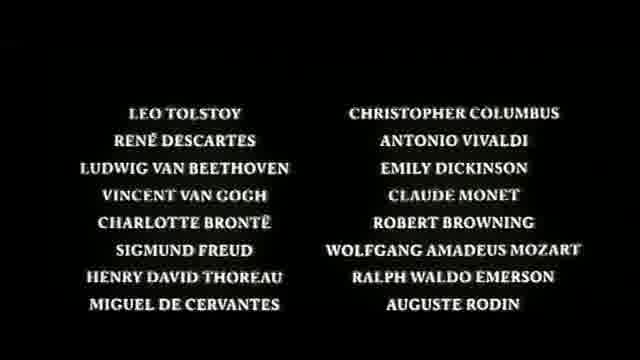 LEO TOLSTOY
RENÉ DESCARTES
LUDWIG VAN BEETHOVEN
VINCENT VAN GOGH
CHARLOTTE BRONTË
SIGMUND FREUD
HENRY DAVID THOREAU
MIGUEL DE CERVANTES
CHRISTOPHER COLUMBUS
ANTONIO VIVALDI
EMILY DICKINSON
CLAUDE MONET
ROBERT BROWNING
WOLFGANG AMADEUS MOZART
RALPH WALDO EMERSON
AUGUSTE RODIN